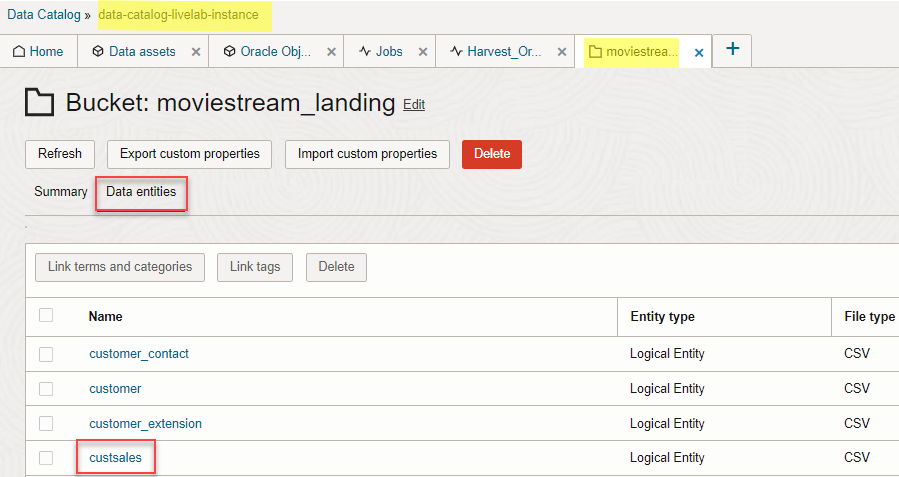 Data Catalog » data-catalog-livelab-instance
Home Data assets × Oracle Obj... × Jobs × Harvest_Or... × moviestrea... × +
Bucket: moviestream_landing Edit
Refresh Export custom properties Import custom properties Delete
Summary Data entities
Link terms and categories Link tags Delete
Name Entity type File type
customer_contact Logical Entity CSV
customer Logical Entity CSV
customer_extension Logical Entity CSV
custsales Logical Entity CSV